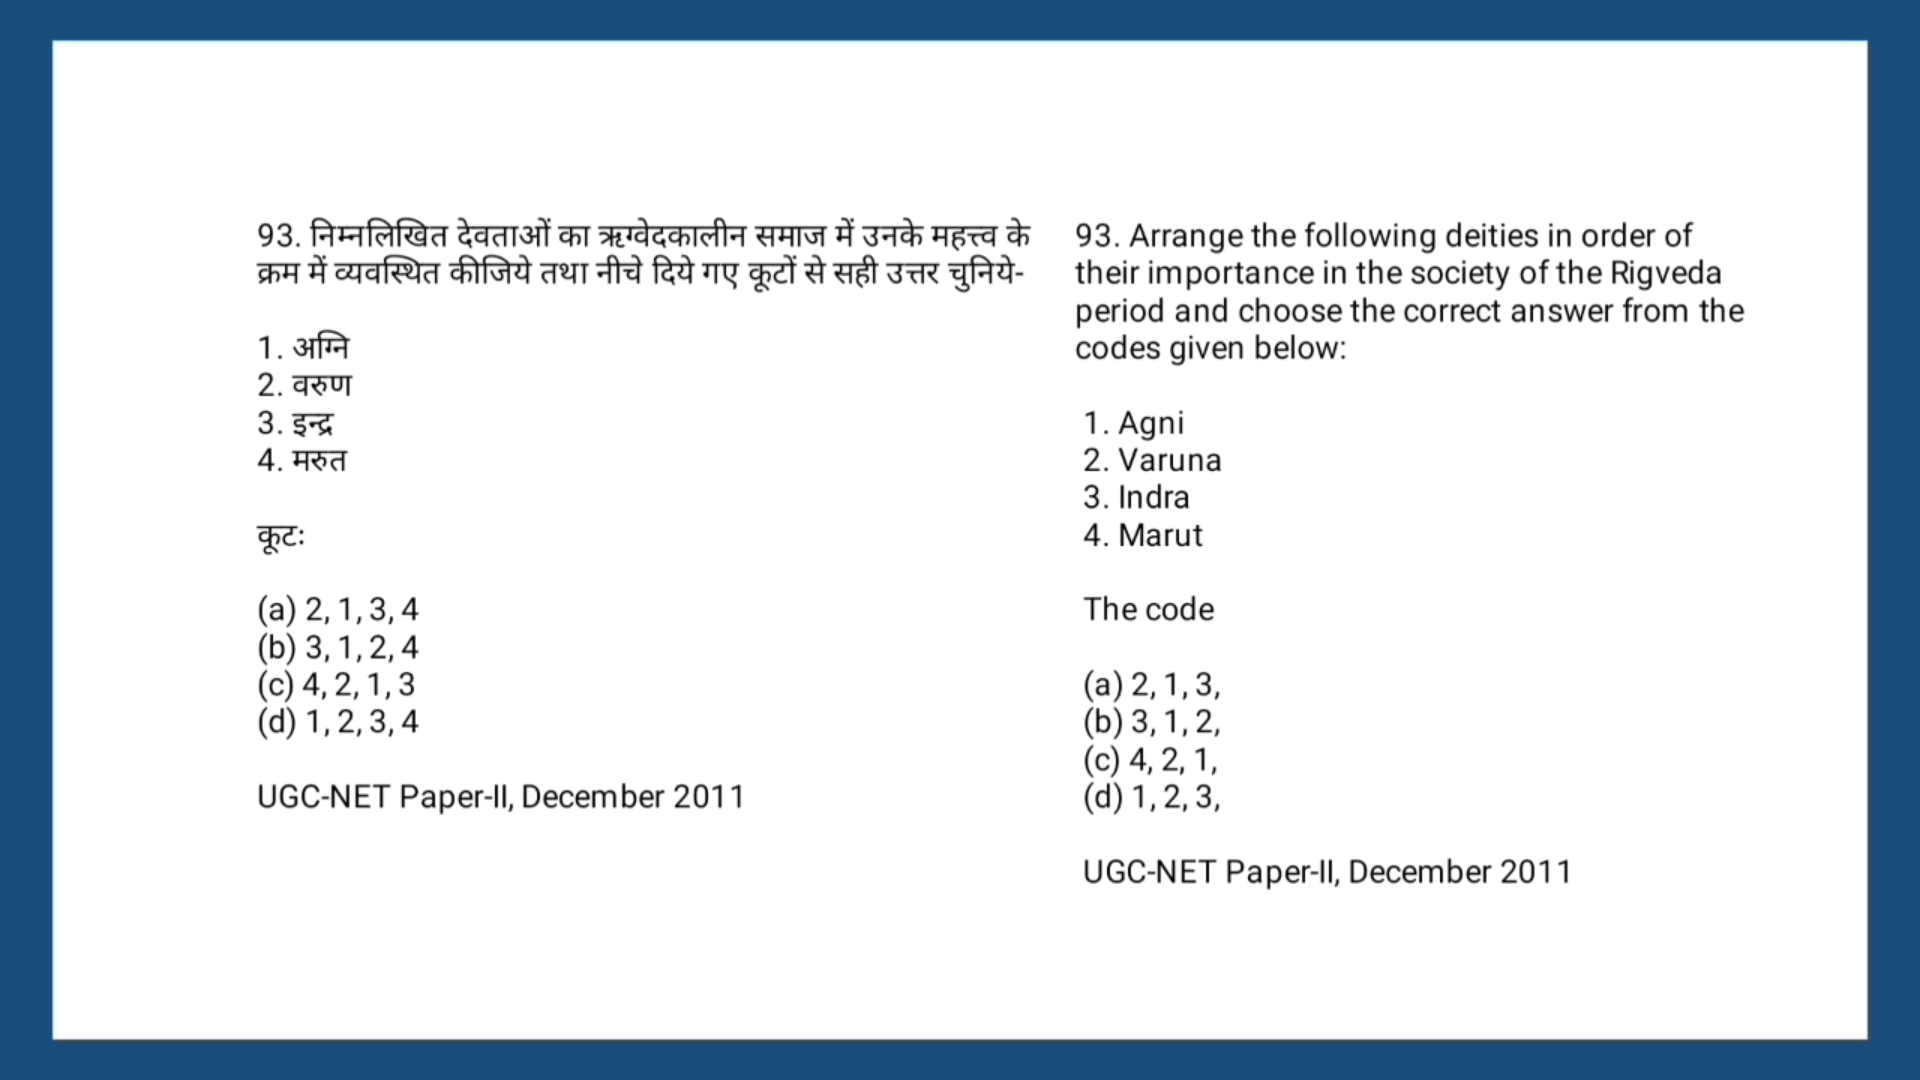 93. निम्नलिखित देवताओं का ऋग्वेदकालीन समाज में उनके महत्त्व के
क्रम में व्यवस्थित कीजिये तथा नीचे दिये गए कूटों से सही उत्तर चुनिये-
1. अग्नि
2. वरुण
3. इन्द्र
4. मरुत
कूटः
(a) 2, 1, 3, 4
(b) 3, 1, 2, 4
(c) 4, 2, 1, 3
(d) 1, 2, 3, 4
UGC-NET Paper-II, December 2011
93. Arrange the following deities in order of
their importance in the society of the Rigveda
period and choose the correct answer from the
codes given below:
1. Agni
2. Varuna
3. Indra
4. Marut
The code
(a) 2, 1, 3,
(b) 3, 1, 2,
(c) 4, 2, 1,
(d) 1, 2, 3,
UGC-NET Paper-II, December 2011